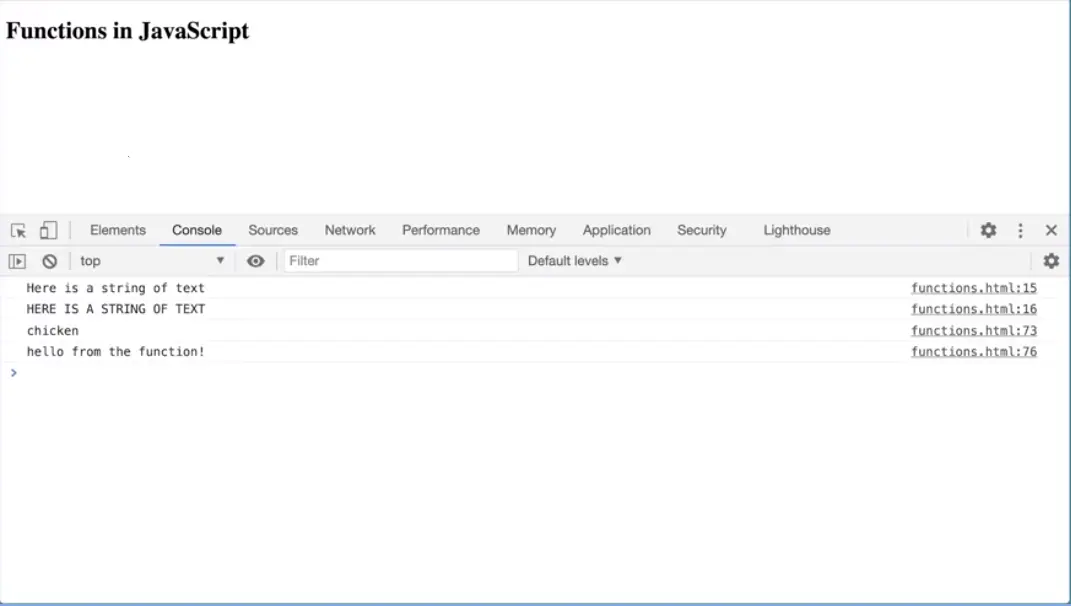 Functions in JavaScript
Elements Console Sources Network Performance Memory Application Security Lighthouse
top Filter Default levels
Here is a string of text functions.html:15
HERE IS A STRING OF TEXT functions.html:16
chicken functions.html:73
hello from the function! functions.html:76